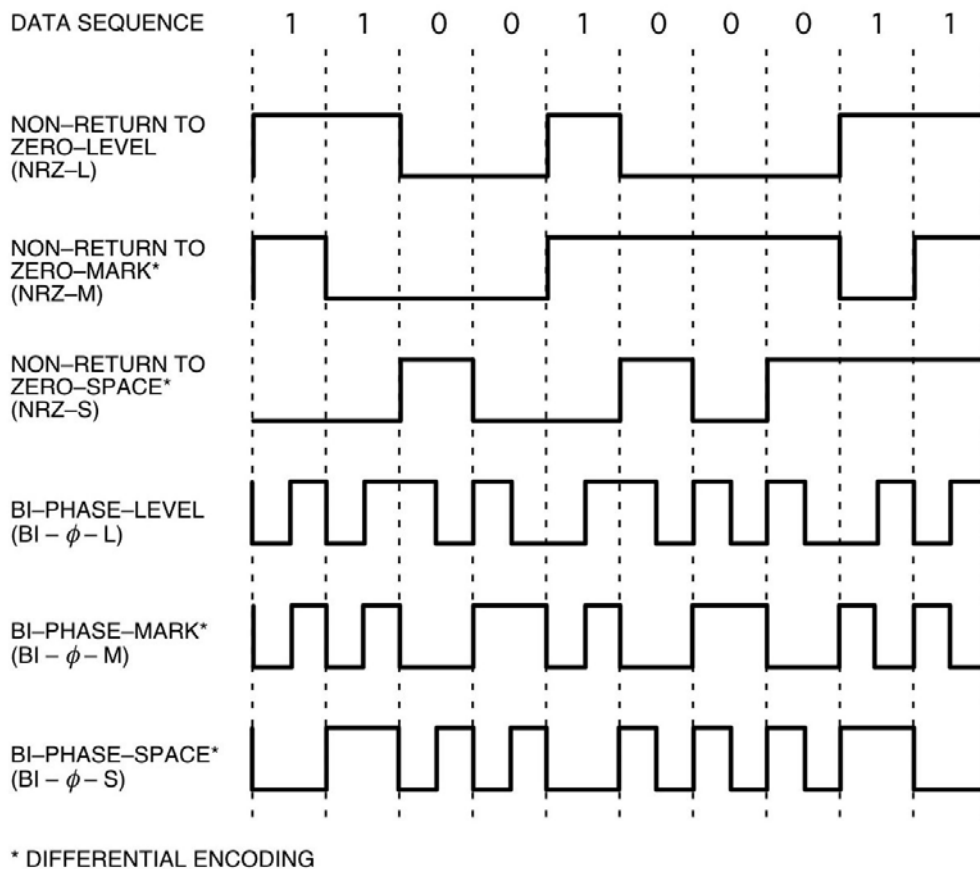 DATA SEQUENCE 1 1 0 0 1 0 0 0 1 1
NON–RETURN TO
ZERO–LEVEL
(NRZ–L)
NON–RETURN TO
ZERO–MARK*
(NRZ–M)
NON–RETURN TO
ZERO–SPACE*
(NRZ–S)
BI–PHASE–LEVEL
(BI – ϕ – L)
BI–PHASE–MARK*
(BI – ϕ – M)
BI–PHASE–SPACE*
(BI – ϕ – S)
* DIFFERENTIAL ENCODING